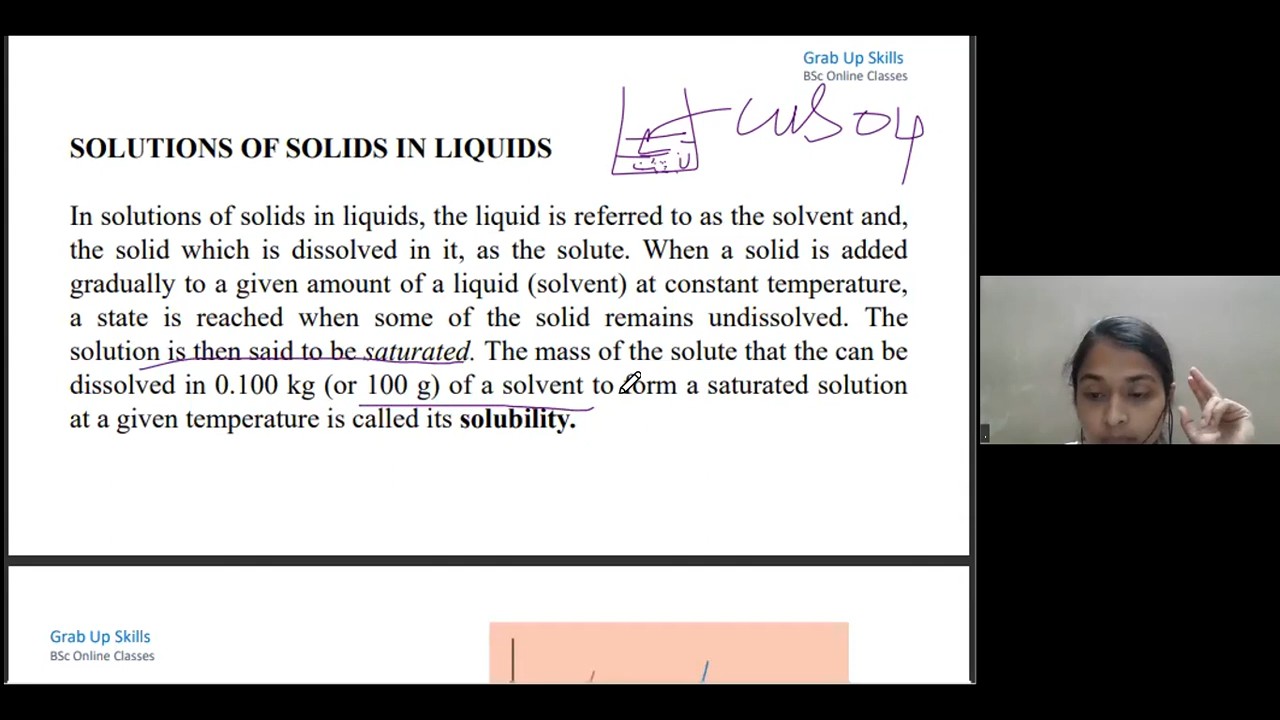 Grab Up Skills
BSc Online Classes
CuSO4
SOLUTIONS OF SOLIDS IN LIQUIDS
In solutions of solids in liquids, the liquid is referred to as the solvent and,
the solid which is dissolved in it, as the solute. When a solid is added
gradually to a given amount of a liquid (solvent) at constant temperature,
a state is reached when some of the solid remains undissolved. The
solution is then said to be saturated. The mass of the solute that the can be
dissolved in 0.100 kg (or 100 g) of a solvent to form a saturated solution
at a given temperature is called its solubility.
Grab Up Skills
BSc Online Classes